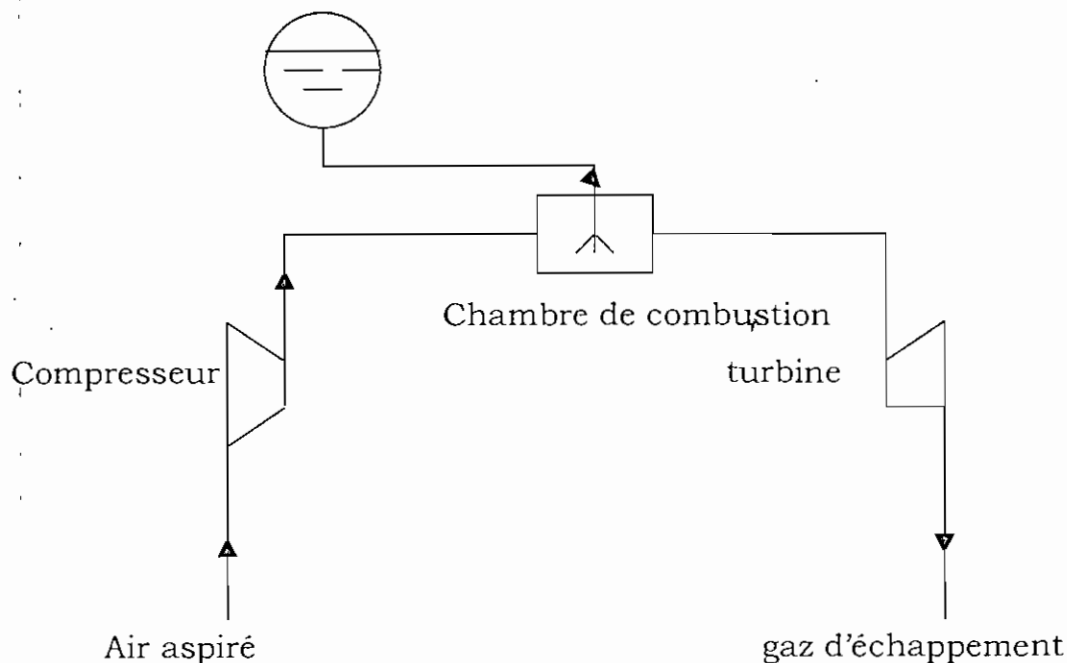 Chambre de combustion
Compresseur
turbine
Air aspiré
gaz d'échappement